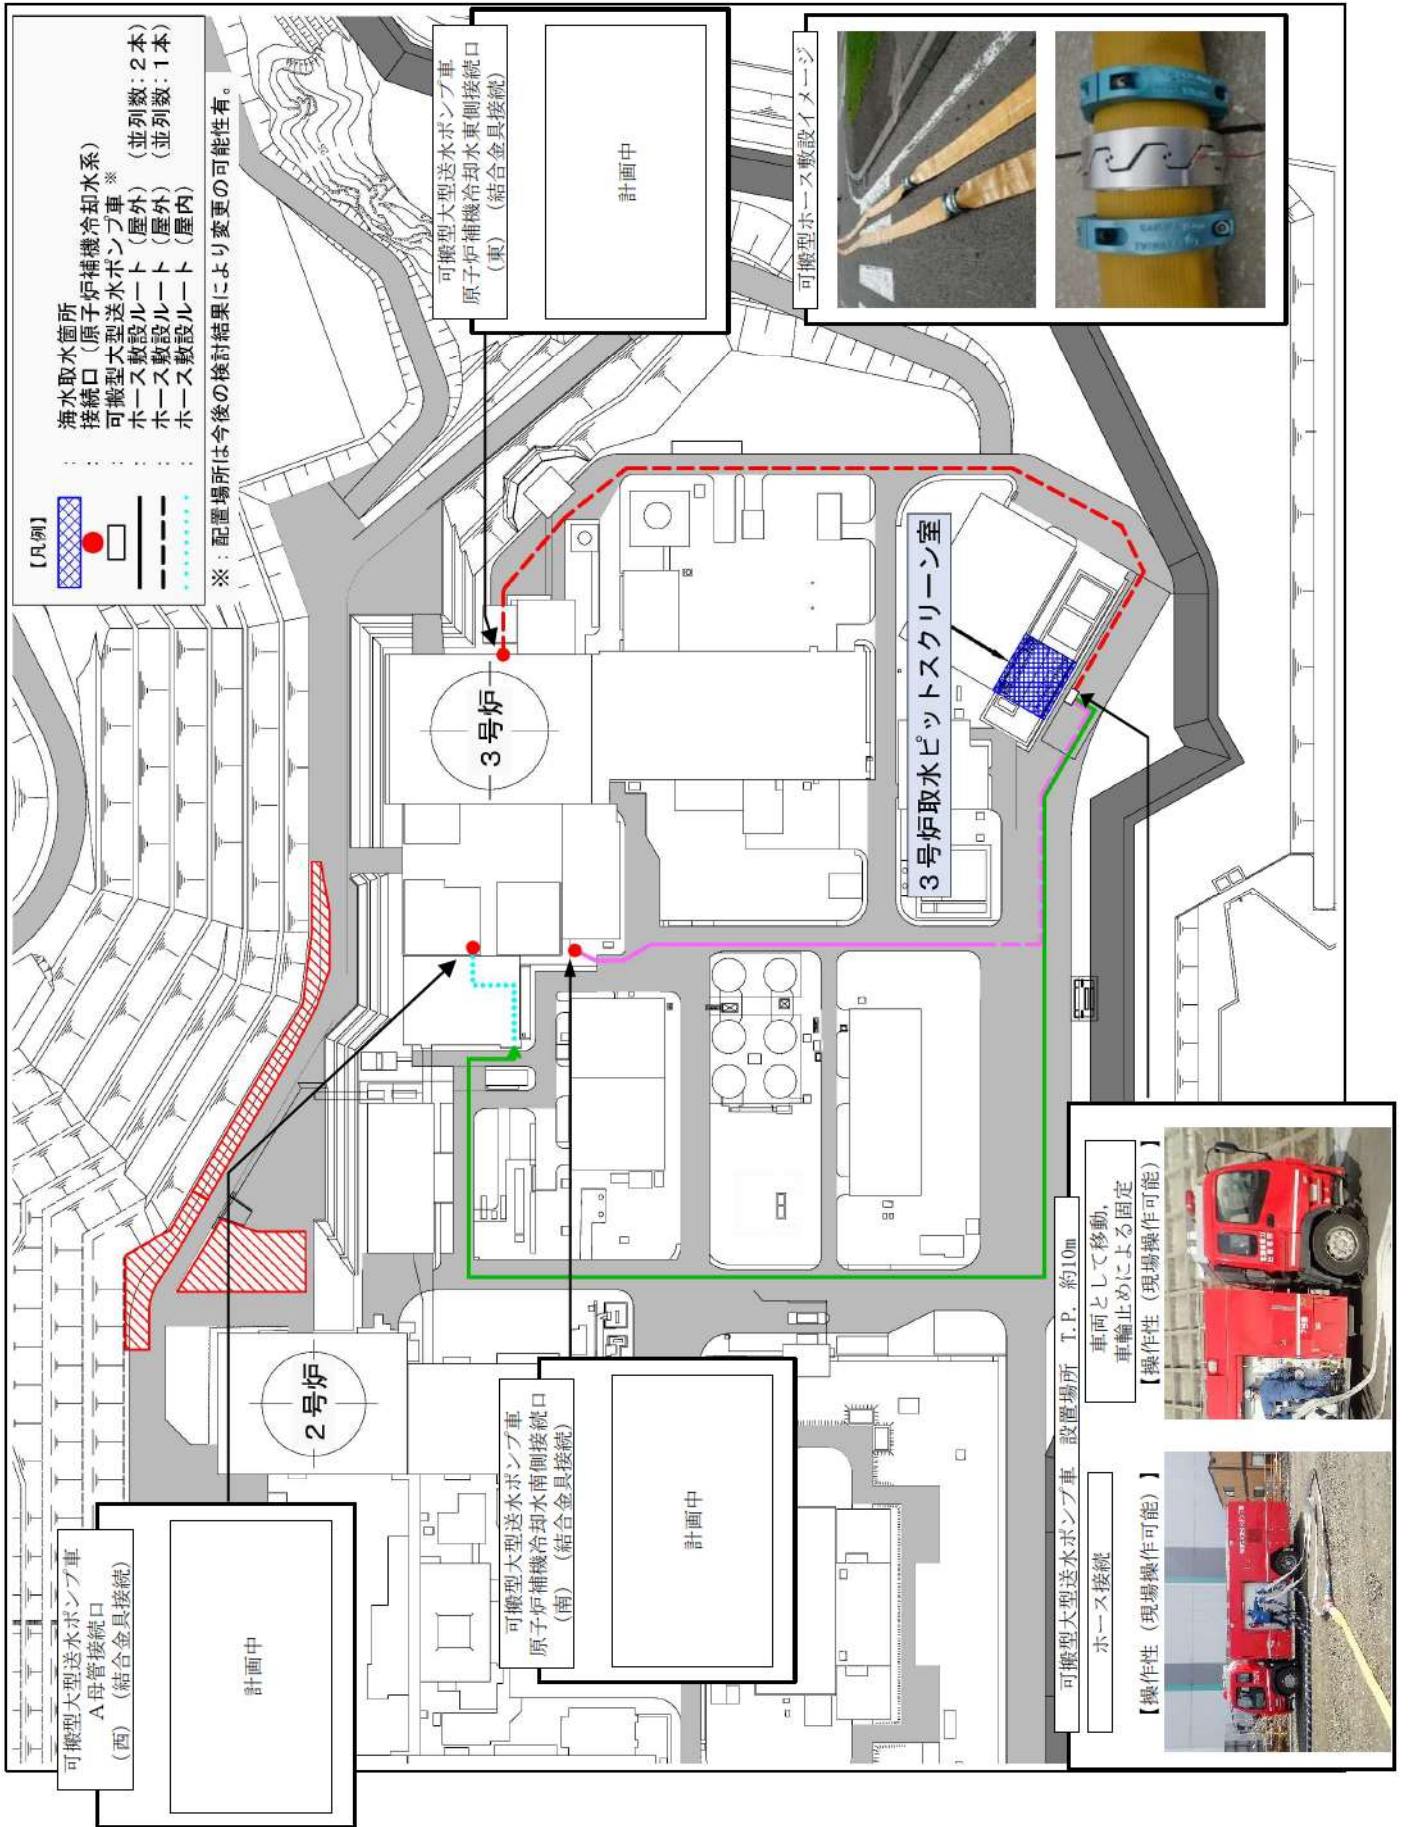 【凡例】
： 海水取水箇所
： 接続口（原子炉補機冷却水系）
： 可搬型大型送水ポンプ車※
： ホース敷設ルート（屋外）（並列数：２本）
： ホース敷設ルート（屋外）（並列数：１本）
： ホース敷設ルート（屋内）
※：配置場所は今後の検討結果により変更の可能性有。
可搬型大型送水ポンプ車
原子炉補機冷却水東側接続口
（東）（結合金具接続）
計画中
可搬型ホース敷設イメージ
３号炉
３号炉取水ピットスクリーン室
２号炉
可搬型大型送水ポンプ車
Ａ母管接続口
（西）（結合金具接続）
計画中
可搬型大型送水ポンプ車
原子炉補機冷却水南側接続口
（南）（結合金具接続）
計画中
可搬型大型送水ポンプ車　設置場所　T.P. 約10m
ホース接続
【操作性（現場操作可能）】
車両として移動，
車輪止めによる固定
【操作性（現場操作可能）】